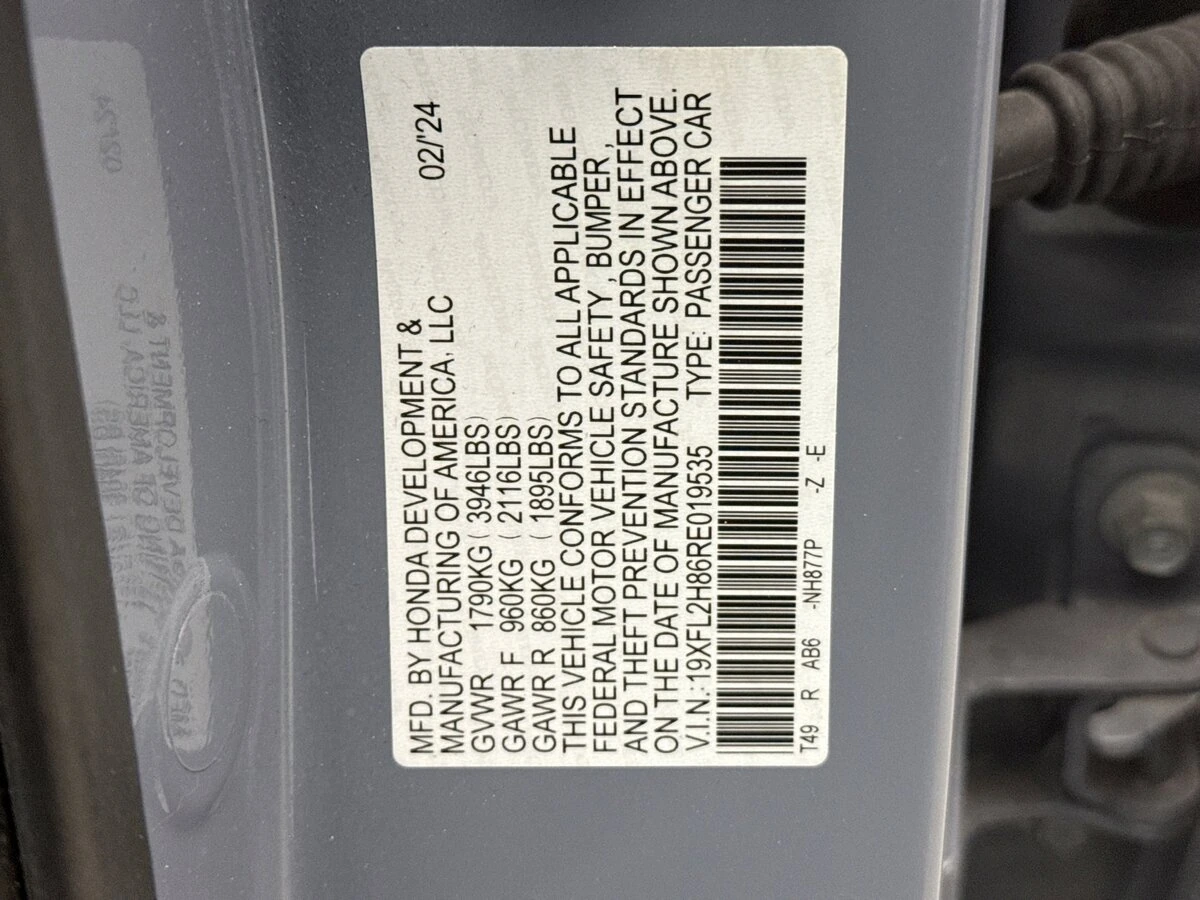 MFD. BY HONDA DEVELOPMENT & 02/'24
MANUFACTURING OF AMERICA, LLC
GVWR 1790KG ( 3946LBS)
GAWR F 960KG ( 2116LBS)
GAWR R 860KG ( 1895LBS)
THIS VEHICLE CONFORMS TO ALL APPLICABLE
FEDERAL MOTOR VEHICLE SAFETY , BUMPER ,
AND THEFT PREVENTION STANDARDS IN EFFECT
ON THE DATE OF MANUFACTURE SHOWN ABOVE.
V.I.N.:19XFL2H86RE019535 TYPE: PASSENGER CAR
T49 R AB6 -NH877P -Z -E